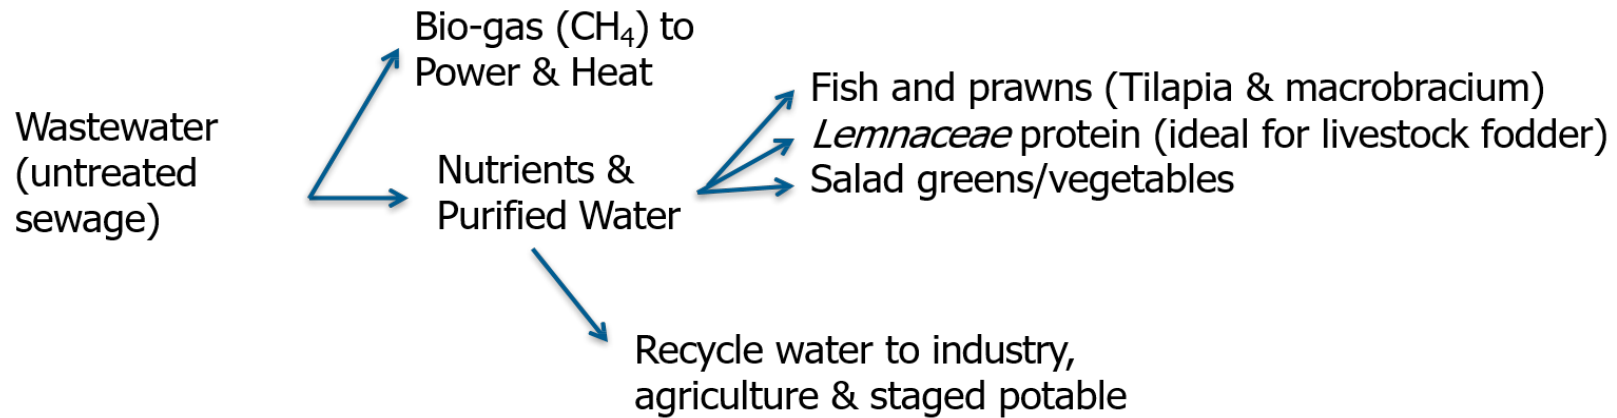 Bio-gas (CH₄) to
Power & Heat
Wastewater
(untreated
sewage)
Nutrients &
Purified Water
Fish and prawns (Tilapia & macrobracium)
Lemnaceae protein (ideal for livestock fodder)
Salad greens/vegetables
Recycle water to industry,
agriculture & staged potable